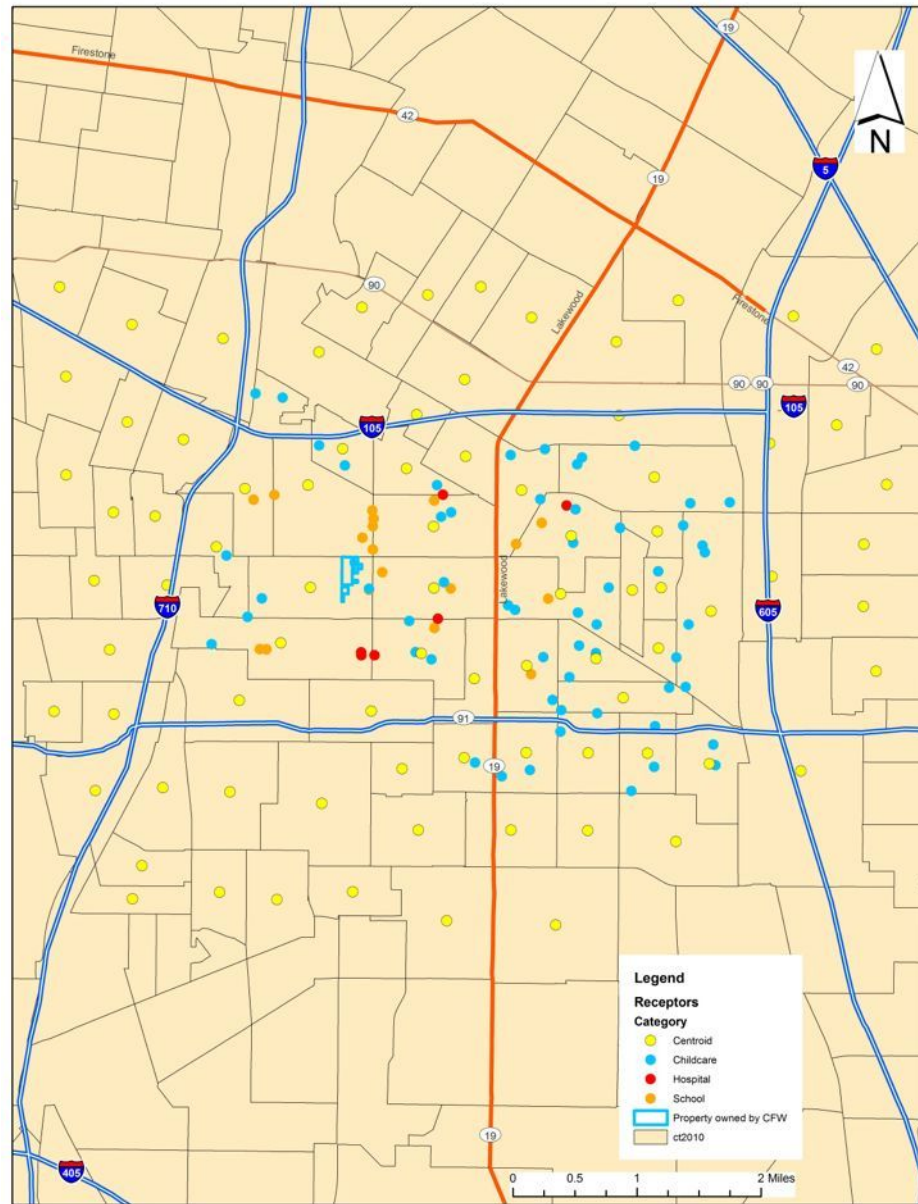 19
Firestone
42
19
5
90
Lakewood
Firestone
42
90
90
90
105
105
N
710
Lakewood
605
91
19
Legend
Receptors
Category
Centroid
Childcare
Hospital
School
Property owned by CFW
ct2010
19
405
0 0.5 1 2 Miles